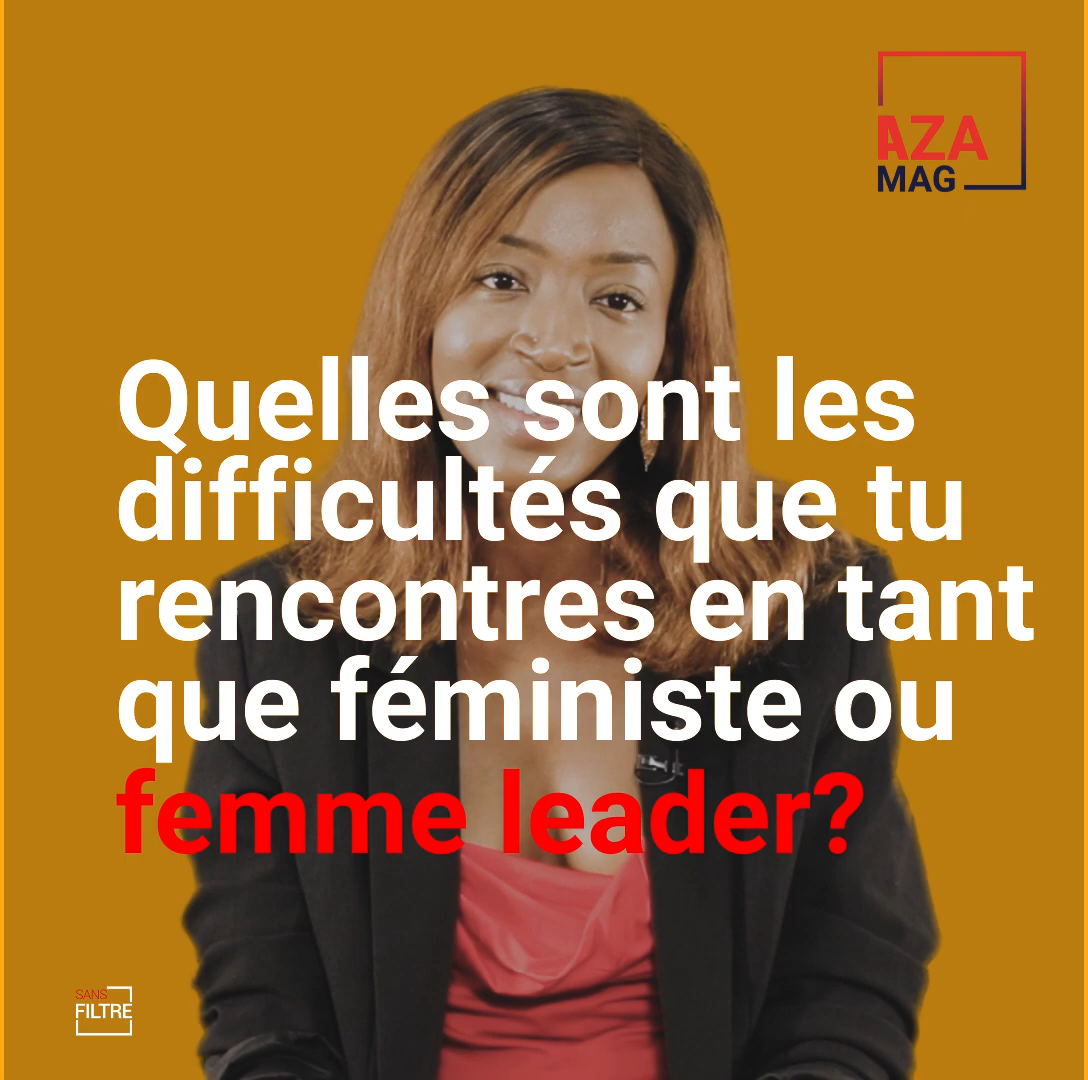 AZA
MAG
Quelles sont les
difficultés que tu
rencontres en tant
que féministe ou
femme leader?
SANS
FILTRE